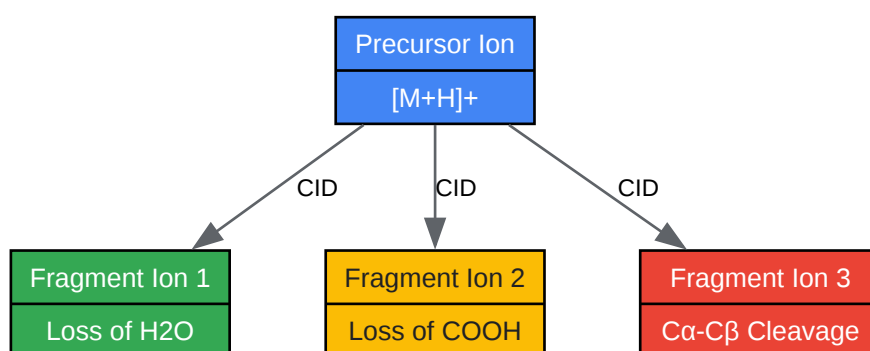 Precursor Ion
[M+H]+
CID CID CID
Fragment Ion 1 Fragment Ion 2 Fragment Ion 3
Loss of H2O Loss of COOH Cα-Cβ Cleavage